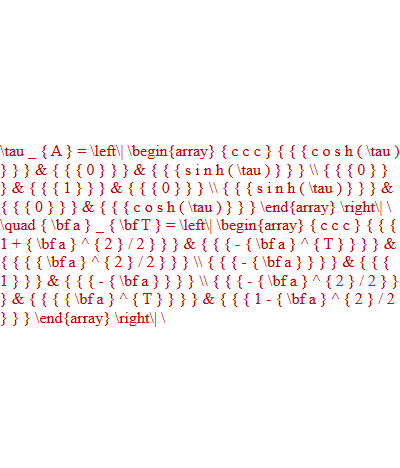 \tau _ { A } = \left\| \begin{array} { c c c } { { { c o s h ( \tau )
} } } & { { { 0 } } } & { { { s i n h ( \tau ) } } } \\ { { { 0 } }
} & { { { 1 } } } & { { { 0 } } } \\ { { { s i n h ( \tau ) } } } &
{ { { 0 } } } & { { { c o s h ( \tau ) } } } \end{array} \right\| \
\quad { \bf a } _ { \bf T } = \left\| \begin{array} { c c c } { { {
1 + { \bf a } ^ { 2 } / 2 } } } & { { { - { \bf a } ^ { T } } } } &
{ { { { \bf a } ^ { 2 } / 2 } } } \\ { { { - { \bf a } } } } & { { {
1 } } } & { { { - { \bf a } } } } \\ { { { - { \bf a } ^ { 2 } / 2 } }
} & { { { { \bf a } ^ { T } } } } & { { { 1 - { \bf a } ^ { 2 } / 2
} } } \end{array} \right\| \